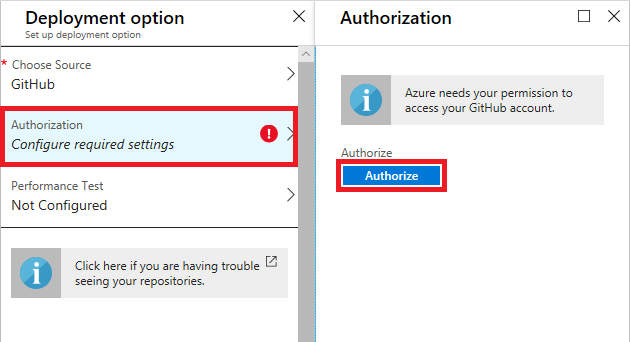 Deployment option
Set up deployment option
* Choose Source
GitHub
Authorization
Configure required settings
Performance Test
Not Configured
Click here if you are having trouble
seeing your repositories.
Authorization
Azure needs your permission to
access your GitHub account.
Authorize
Authorize